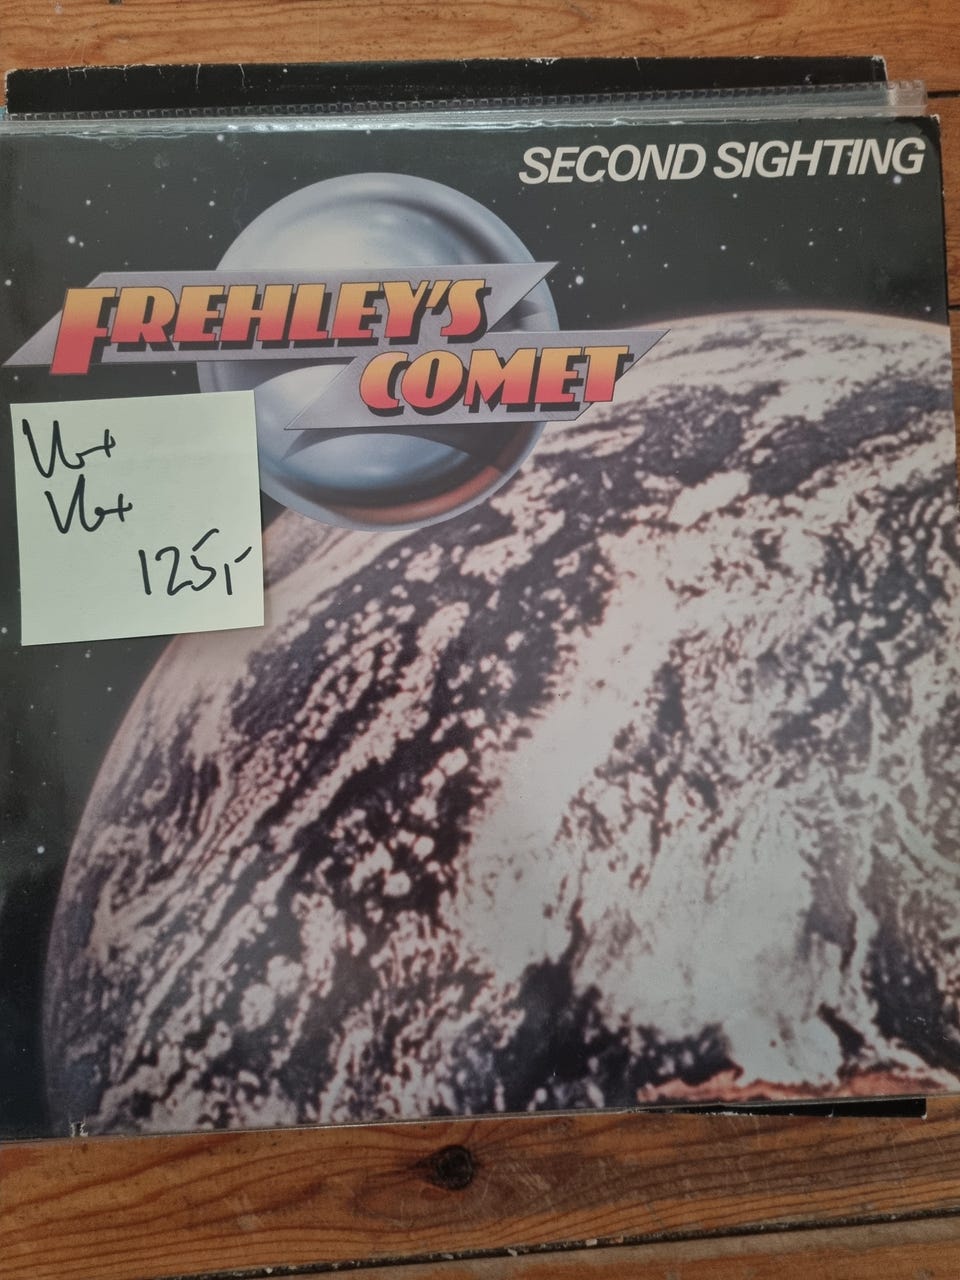 SECOND SIGHTING
FREHLEY'S
COMET
VG+
VG+
125,-